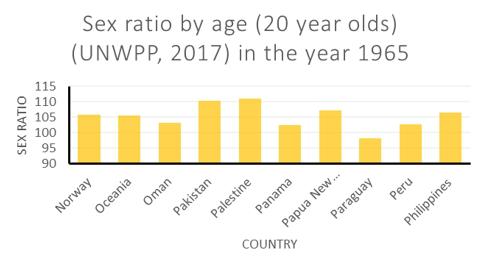 Sex ratio by age (20 year olds)
(UNWPP, 2017) in the year 1965
115
110
105
100
95
90
SEX RATIO
Norway
Oceania
Oman
Pakistan
Palestine
Panama
Papua New...
Paraguay
Peru
Philippines
COUNTRY